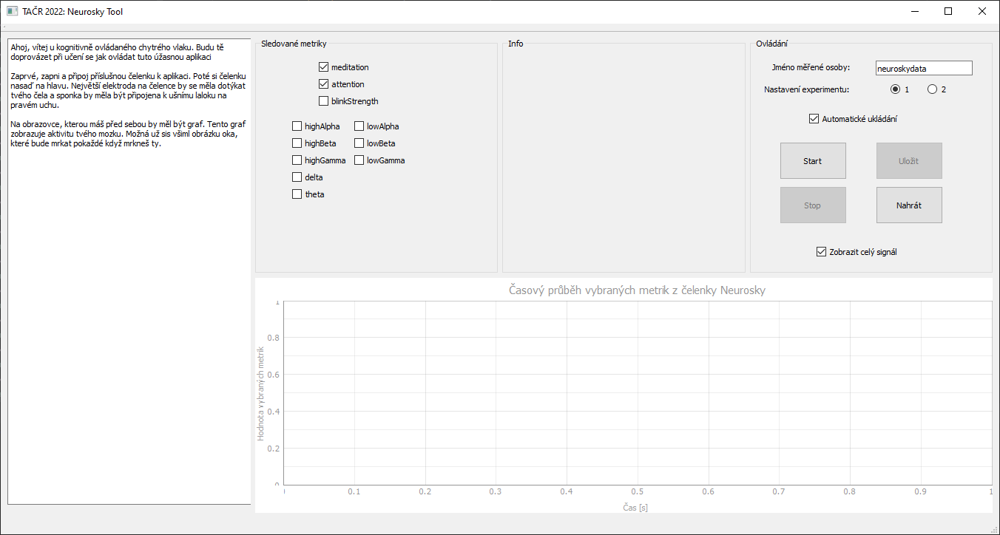 TAČR 2022: Neurosky Tool
Ahoj, vítej u kognitivně ovládaného chytrého vlaku. Budu tě
doprovázet při učení se jak ovládat tuto úžasnou aplikaci
Zaprvé, zapni a připoj příslušnou čelenku k aplikaci. Poté si čelenku
nasaď na hlavu. Největší elektroda na čelence by se měla dotýkat
tvého čela a sponka by měla být připojena k ušnímu laloku na
pravém uchu.
Na obrazovce, kterou máš před sebou by měl být graf. Tento graf
zobrazuje aktivitu tvého mozku. Možná už sis všiml obrázku oka,
které bude mrkat pokaždé když mrkneš ty.
Sledované metriky
meditation
attention
blinkStrength
highAlpha lowAlpha
highBeta lowBeta
highGamma lowGamma
delta
theta
Info
Ovládání
Jméno měřené osoby: neuroskydata
Nastavení experimentu: 1 2
Automatické ukládání
Start Uložit
Stop Nahrát
Zobrazit celý signál
Časový průběh vybraných metrik z čelenky Neurosky
Hodnota vybraných metrik
1
0.8
0.6
0.4
0.2
0
0.1 0.2 0.3 0.4 0.5 0.6 0.7 0.8 0.9 1
Čas [s]